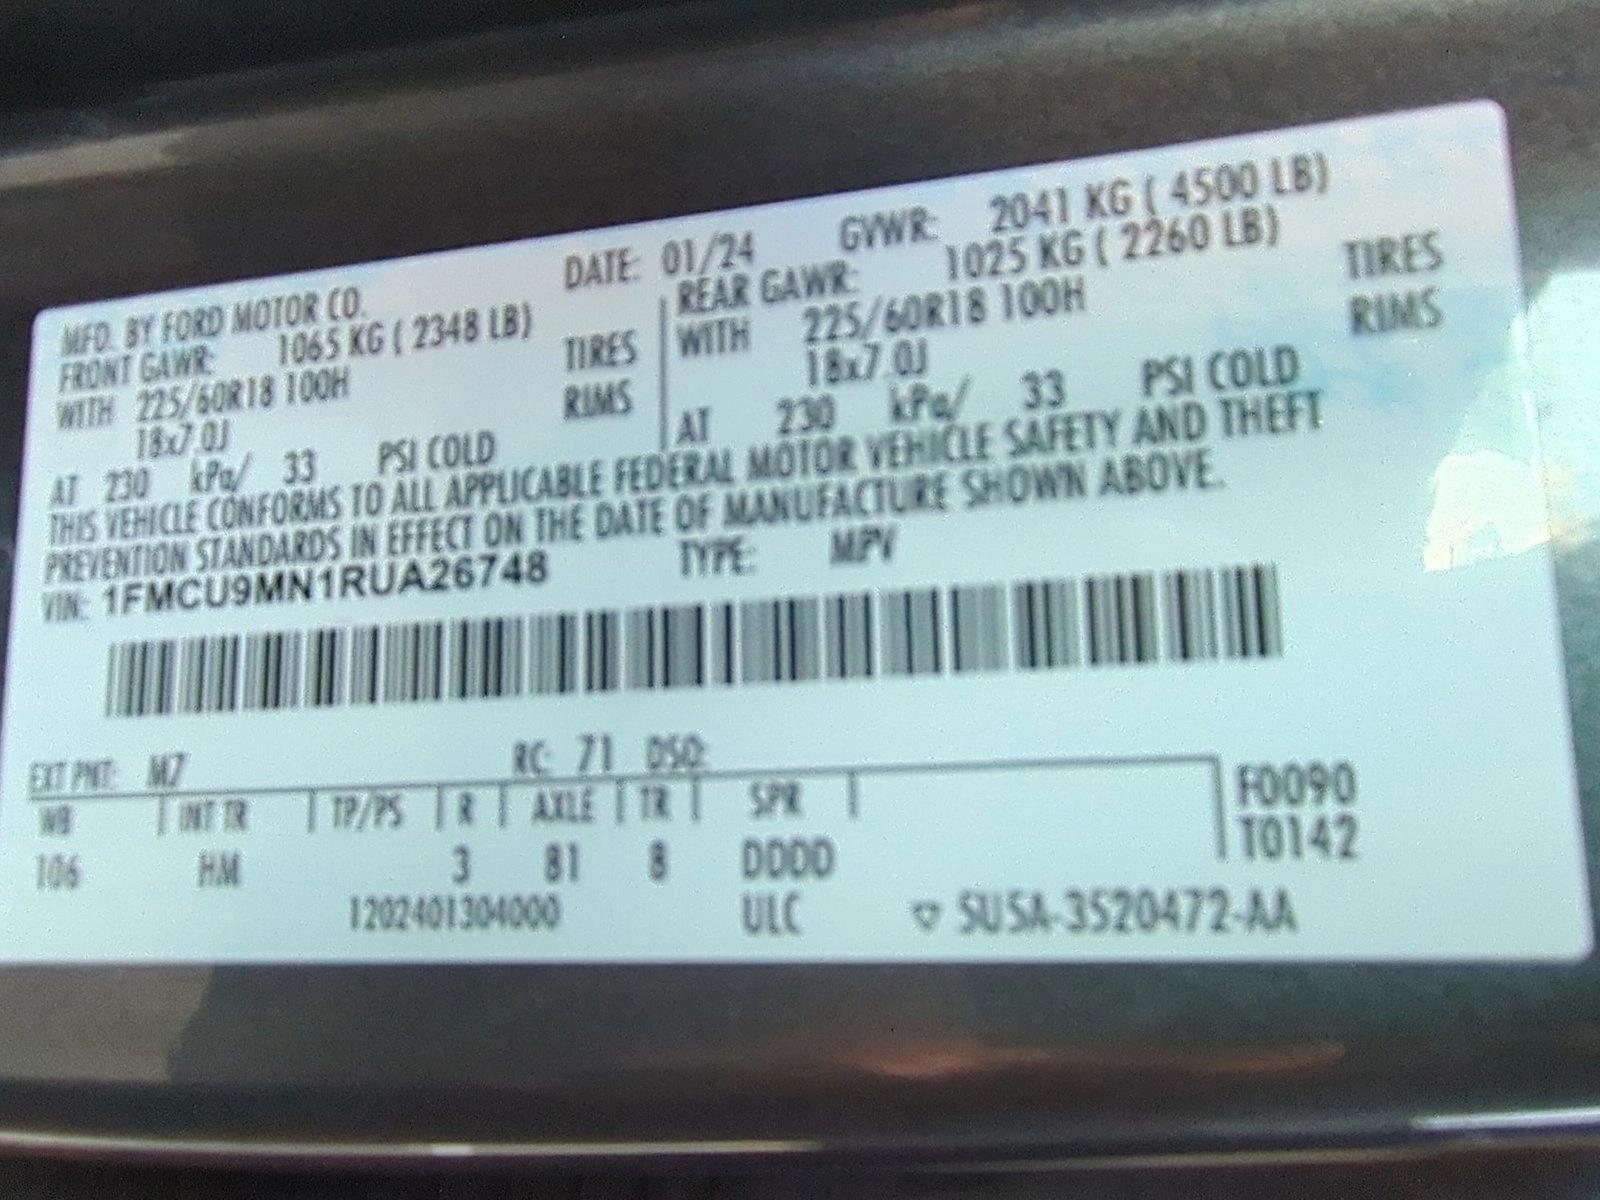 MFD. BY FORD MOTOR CO.
DATE: 01/24
GVWR: 2041 KG ( 4500 LB)
FRONT GAWR: 1065 KG ( 2348 LB)
WITH 225/60R18 100H TIRES
18x7.0J RIMS
AT 230 kPa/ 33 PSI COLD
REAR GAWR: 1025 KG ( 2260 LB)
WITH 225/60R18 100H TIRES
18x7.0J RIMS
AT 230 kPa/ 33 PSI COLD
THIS VEHICLE CONFORMS TO ALL APPLICABLE FEDERAL MOTOR VEHICLE SAFETY AND THEFT
PREVENTION STANDARDS IN EFFECT ON THE DATE OF MANUFACTURE SHOWN ABOVE.
VIN: 1FMCU9MN1RUA26748 TYPE: MPV
EXT PNT: M7 RC: 71 DSO:
WB | INT TR | TP/PS | R | AXLE | TR | SPR |
F0090
T0142
106 HM 3 81 8 DDDD
1202401304000 ULC ▽ SU5A-3520472-AA